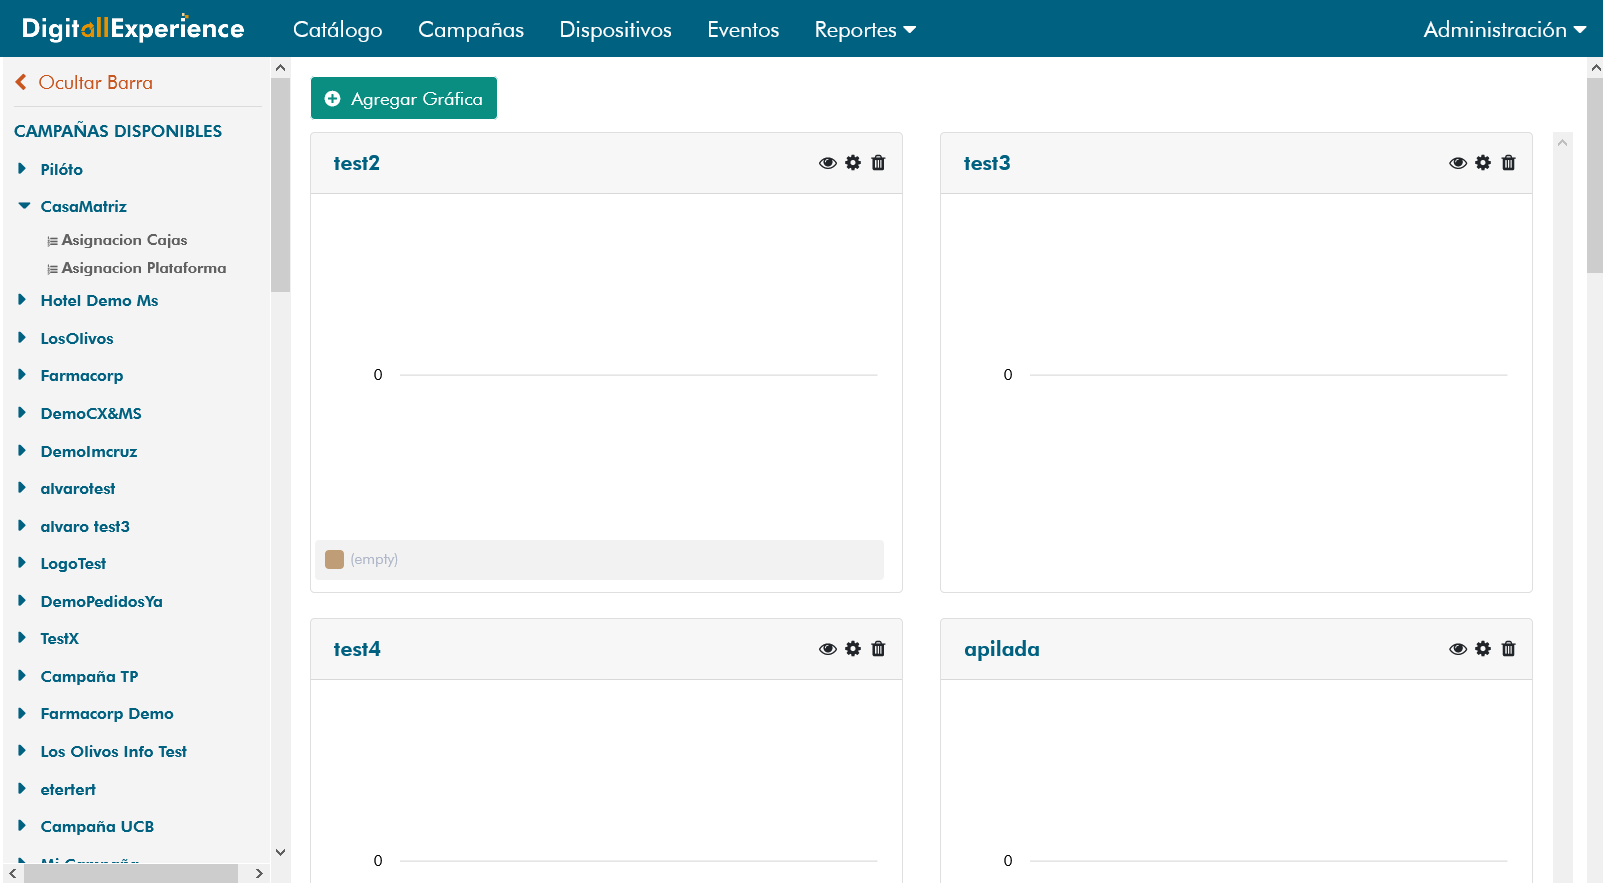 DigitallExperience
Catálogo Campañas Dispositivos Eventos Reportes Administración
Ocultar Barra
CAMPAÑAS DISPONIBLES
Pilóto
CasaMatriz
Asignacion Cajas
Asignacion Plataforma
Hotel Demo Ms
LosOlivos
Farmacorp
DemoCX&MS
DemoImcruz
alvarotest
alvaro test3
LogoTest
DemoPedidosYa
TestX
Campaña TP
Farmacorp Demo
Los Olivos Info Test
etertert
Campaña UCB
Mi Campaña
Agregar Gráfica
test2
0
(empty)
test3
0
test4
0
apilada
0